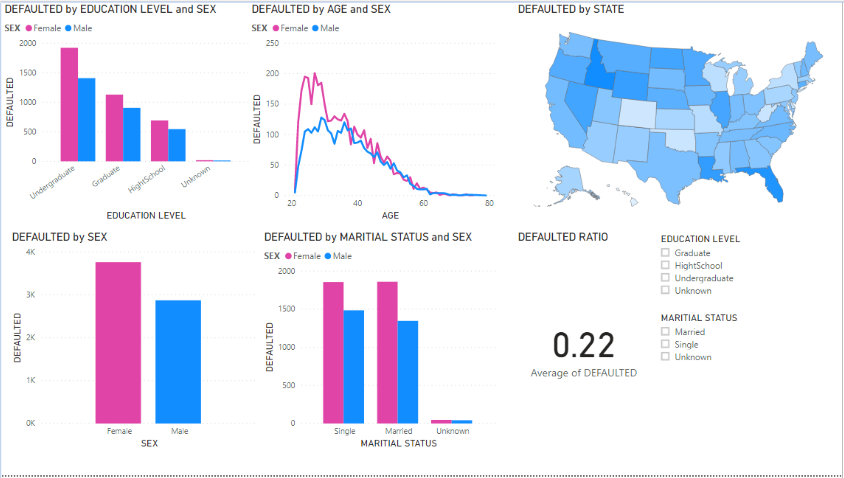 DEFAULTED by EDUCATION LEVEL and SEX
SEX Female Male
2000
1500
1000
500
0
DEFAULTED
Undergraduate
Graduate
HightSchool
Unknown
EDUCATION LEVEL
DEFAULTED by AGE and SEX
SEX Female Male
250
200
150
100
50
0
DEFAULTED
20
40
60
80
AGE
DEFAULTED by STATE
DEFAULTED by SEX
4K
3K
2K
1K
0K
DEFAULTED
Female
Male
SEX
DEFAULTED by MARITIAL STATUS and SEX
SEX Female Male
2000
1500
1000
500
0
DEFAULTED
Single
Married
Unknown
MARITIAL STATUS
DEFAULTED RATIO
0.22
Average of DEFAULTED
EDUCATION LEVEL
Graduate
HightSchool
Undergraduate
Unknown
MARITIAL STATUS
Married
Single
Unknown